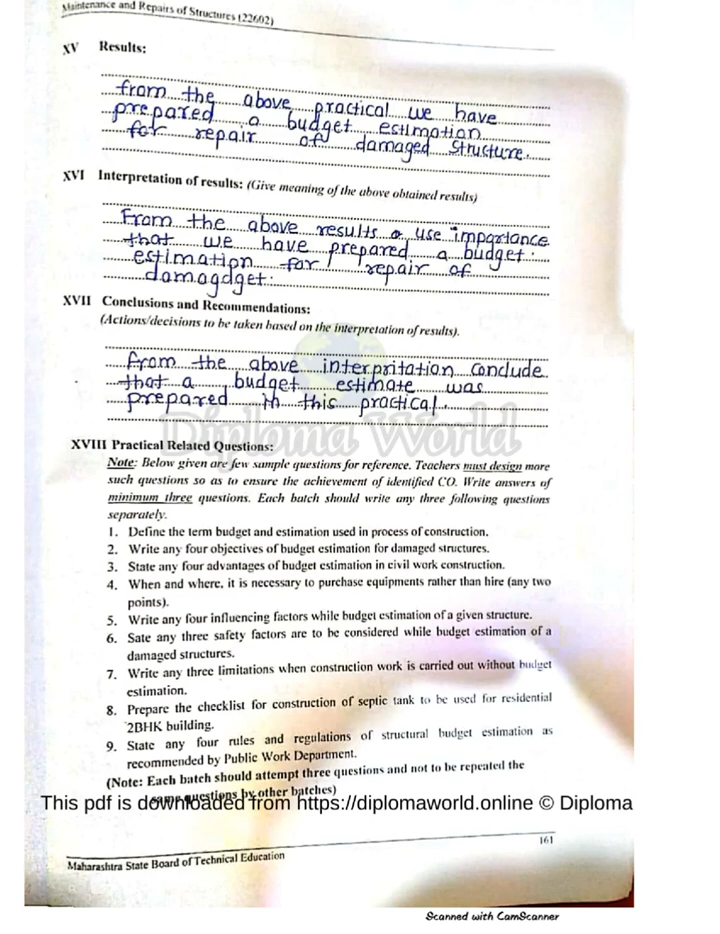 Maintenance and Repairs of Structures (22602)
XV Results:
from the above practical we have
prepared a budget estimation
for repair of damaged structure.
XVI Interpretation of results: (Give meaning of the above obtained results)
From the above results use importance
that we have prepared a budget
estimation for repair of
damagdget.
XVII Conclusions and Recommendations:
(Actions/decisions to be taken based on the interpretation of results).
from the above interpritation conclude
that a budget estimate was
prepared in this practical.
Diploma World
XVIII Practical Related Questions:
Note: Below given are few sample questions for reference. Teachers must design more
such questions so as to ensure the achievement of identified CO. Write answers of
minimum three questions. Each batch should write any three following questions
separately.
1. Define the term budget and estimation used in process of construction.
2. Write any four objectives of budget estimation for damaged structures.
3. State any four advantages of budget estimation in civil work construction.
4. When and where, it is necessary to purchase equipments rather than hire (any two
points).
5. Write any four influencing factors while budget estimation of a given structure.
6. Sate any three safety factors are to be considered while budget estimation of a
damaged structures.
7. Write any three limitations when construction work is carried out without budget
estimation.
8. Prepare the checklist for construction of septic tank to be used for residential
2BHK building.
9. State any four rules and regulations of structural budget estimation as
recommended by Public Work Department.
(Note: Each batch should attempt three questions and not to be repeated the
same questions by other batches)
This pdf is downloaded from https://diplomaworld.online © Diploma
161
Maharashtra State Board of Technical Education
Scanned with CamScanner